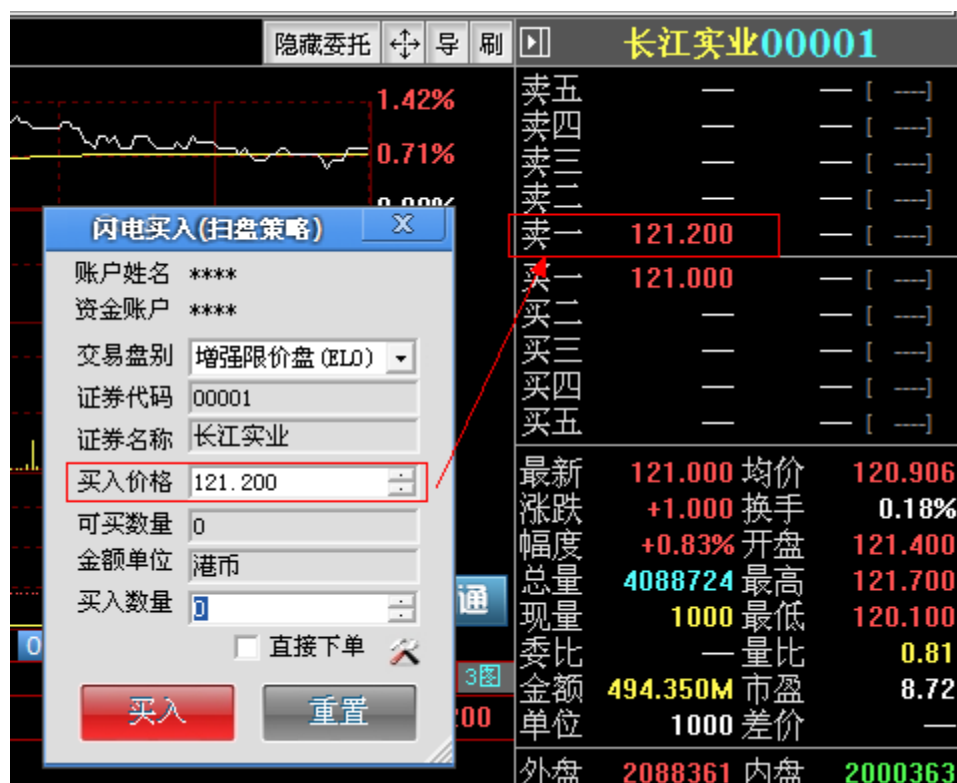 隐藏委托 导 刷 长江实业00001
1.42%
0.71%
卖五 — — [ ----]
卖四 — — [ ----]
卖三 — — [ ----]
卖二 — — [ ----]
卖一 121.200 — [ ----]
买一 121.000 — [ ----]
买二 — — [ ----]
买三 — — [ ----]
买四 — — [ ----]
买五 — — [ ----]
最新 121.000 均价 120.906
涨跌 +1.000 换手 0.18%
幅度 +0.83% 开盘 121.400
总量 4088724 最高 121.700
现量 1000 最低 120.100
委比 — 量比 0.81
金额 494.350M 市盈 8.72
单位 1000 差价 —
外盘 2088361 内盘 2000363
闪电买入(扫盘策略) X
账户姓名 ****
资金账户 ****
交易盘别 增强限价盘(ELO)
证券代码 00001
证券名称 长江实业
买入价格 121.200
可买数量 0
金额单位 港币
买入数量 0
直接下单
买入 重置
通
0
3图
00